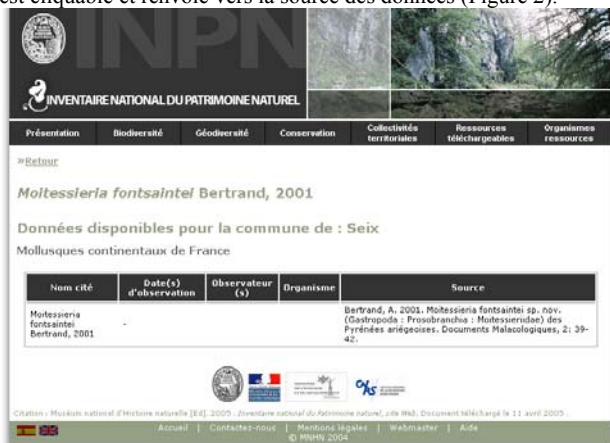 est cliquable et renvoie vers la source des données (Figure 2).
INPN
INVENTAIRE NATIONAL DU PATRIMOINE NATUREL
Présentation Biodiversité Géodiversité Conservation Collectivités territoriales Ressources téléchargeables Organismes ressources
»Retour
Moitessieria fontsaintei Bertrand, 2001
Données disponibles pour la commune de : Seix
Mollusques continentaux de France
Nom cité Date(s) d'observation Observateur (s) Organisme Source
Moitessieria fontsaintei Bertrand, 2001 - Bertrand, A. 2001. Moitessieria fontsaintei sp. nov. (Gastropoda : Prosobranchia : Moitessieriidae) des Pyrénées ariégeoises. Documents Malacologiques, 2: 39-42.
Citation : Muséum national d'Histoire naturelle [Ed]. 2005 . Inventaire national du Patrimoine naturel, site Web. Document téléchargé le 11 avril 2005 .
Accueil | Contactez-nous | Mentions légales | Webmaster | Aide
© MNHN 2004